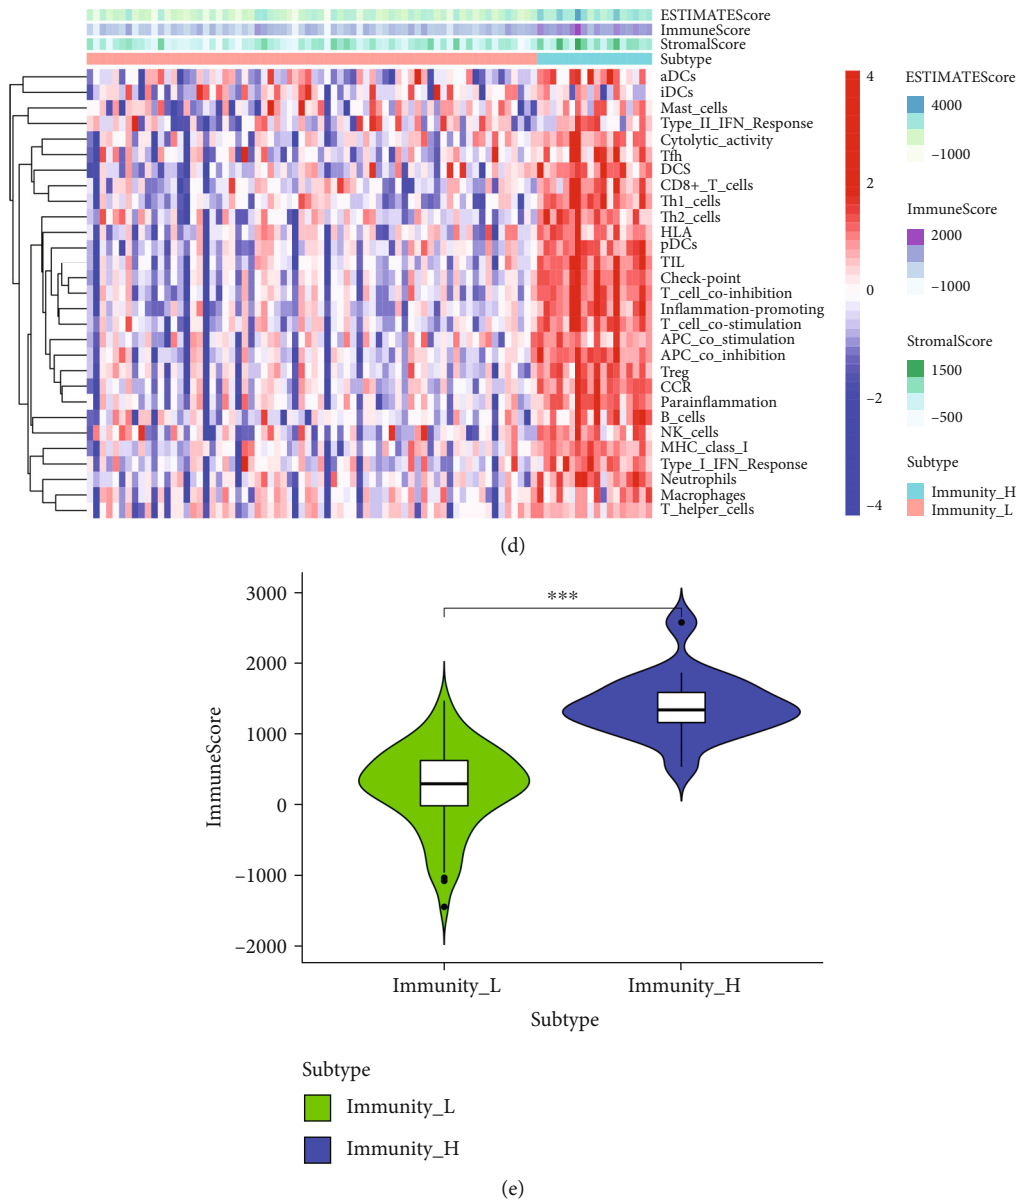 ESTIMATEScore
ImmuneScore
StromalScore
Subtype
aDCs
iDCs
Mast_cells
Type_II_IFN_Response
Cytolytic_activity
Tfh
DCS
CD8+_T_cells
Th1_cells
Th2_cells
HLA
pDCs
TIL
Check-point
T_cell_co-inhibition
Inflammation-promoting
T_cell_co-stimulation
APC_co_stimulation
APC_co_inhibition
Treg
CCR
Parainflammation
B_cells
NK_cells
MHC_class_I
Type_I_IFN_Response
Neutrophils
Macrophages
T_helper_cells
4
2
0
−2
−4
ESTIMATEScore
4000
−1000
ImmuneScore
2000
−1000
StromalScore
1500
−500
Subtype
Immunity_H
Immunity_L
(d)
3000
2000
1000
0
−1000
−2000
ImmuneScore
***
Immunity_L Immunity_H
Subtype
Subtype
Immunity_L
Immunity_H
(e)